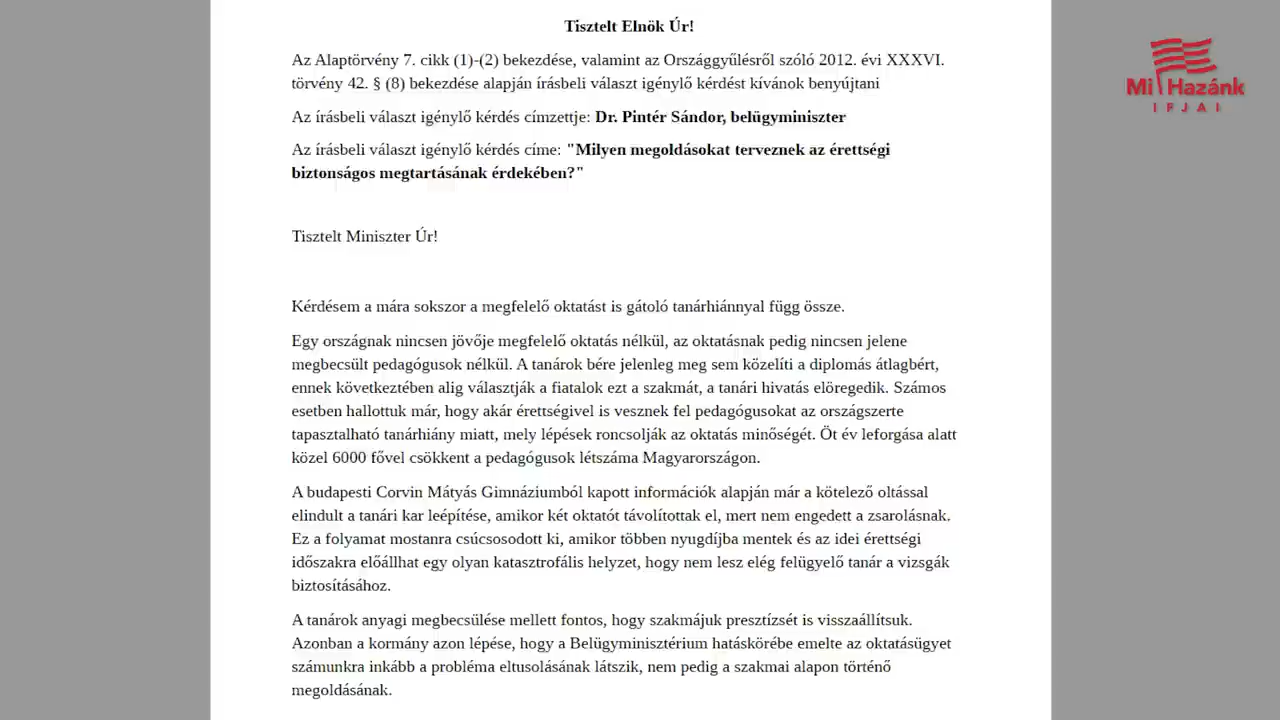 Tisztelt Elnök Úr!
Az Alaptörvény 7. cikk (1)-(2) bekezdése, valamint az Országgyűlésről szóló 2012. évi XXXVI.
törvény 42. § (8) bekezdése alapján írásbeli választ igénylő kérdést kívánok benyújtani
Az írásbeli választ igénylő kérdés címzettje: Dr. Pintér Sándor, belügyminiszter
Az írásbeli választ igénylő kérdés címe: "Milyen megoldásokat terveznek az érettségi
biztonságos megtartásának érdekében?"
Tisztelt Miniszter Úr!
Kérdésem a mára sokszor a megfelelő oktatást is gátoló tanárhiánnyal függ össze.
Egy országnak nincsen jövője megfelelő oktatás nélkül, az oktatásnak pedig nincsen jelene
megbecsült pedagógusok nélkül. A tanárok bére jelenleg meg sem közelíti a diplomás átlagbért,
ennek következtében alig választják a fiatalok ezt a szakmát, a tanári hivatás elöregedik. Számos
esetben hallottuk már, hogy akár érettségivel is vesznek fel pedagógusokat az országszerte
tapasztalható tanárhiány miatt, mely lépések roncsolják az oktatás minőségét. Öt év leforgása alatt
közel 6000 fővel csökkent a pedagógusok létszáma Magyarországon.
A budapesti Corvin Mátyás Gimnáziumból kapott információk alapján már a kötelező oltással
elindult a tanári kar leépítése, amikor két oktatót távolítottak el, mert nem engedett a zsarolásnak.
Ez a folyamat mostanra csúcsosodott ki, amikor többen nyugdíjba mentek és az idei érettségi
időszakra előállhat egy olyan katasztrofális helyzet, hogy nem lesz elég felügyelő tanár a vizsgák
biztosításához.
A tanárok anyagi megbecsülése mellett fontos, hogy szakmájuk presztízsét is visszaállítsuk.
Azonban a kormány azon lépése, hogy a Belügyminisztérium hatáskörébe emelte az oktatásügyet
számunkra inkább a probléma eltusolásának látszik, nem pedig a szakmai alapon történő
megoldásának.
Mi Hazánk
IFJAI